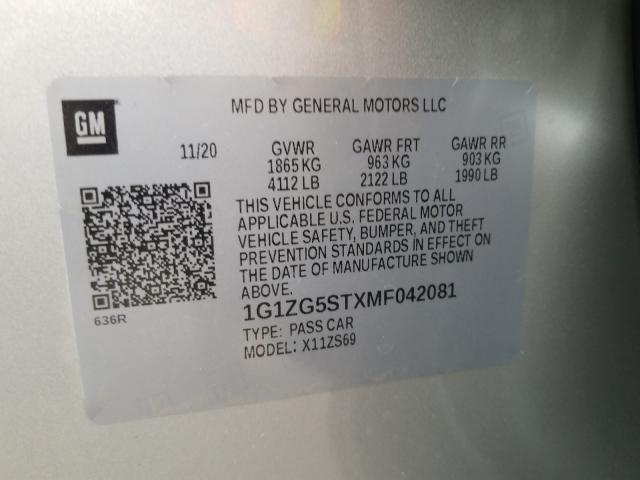 GM
MFD BY GENERAL MOTORS LLC
11/20 GVWR GAWR FRT GAWR RR
1865 KG 963 KG 903 KG
4112 LB 2122 LB 1990 LB
THIS VEHICLE CONFORMS TO ALL
APPLICABLE U.S. FEDERAL MOTOR
VEHICLE SAFETY, BUMPER, AND THEFT
PREVENTION STANDARDS IN EFFECT ON
THE DATE OF MANUFACTURE SHOWN
ABOVE.
1G1ZG5STXMF042081
636R
TYPE: PASS CAR
MODEL: X11ZS69